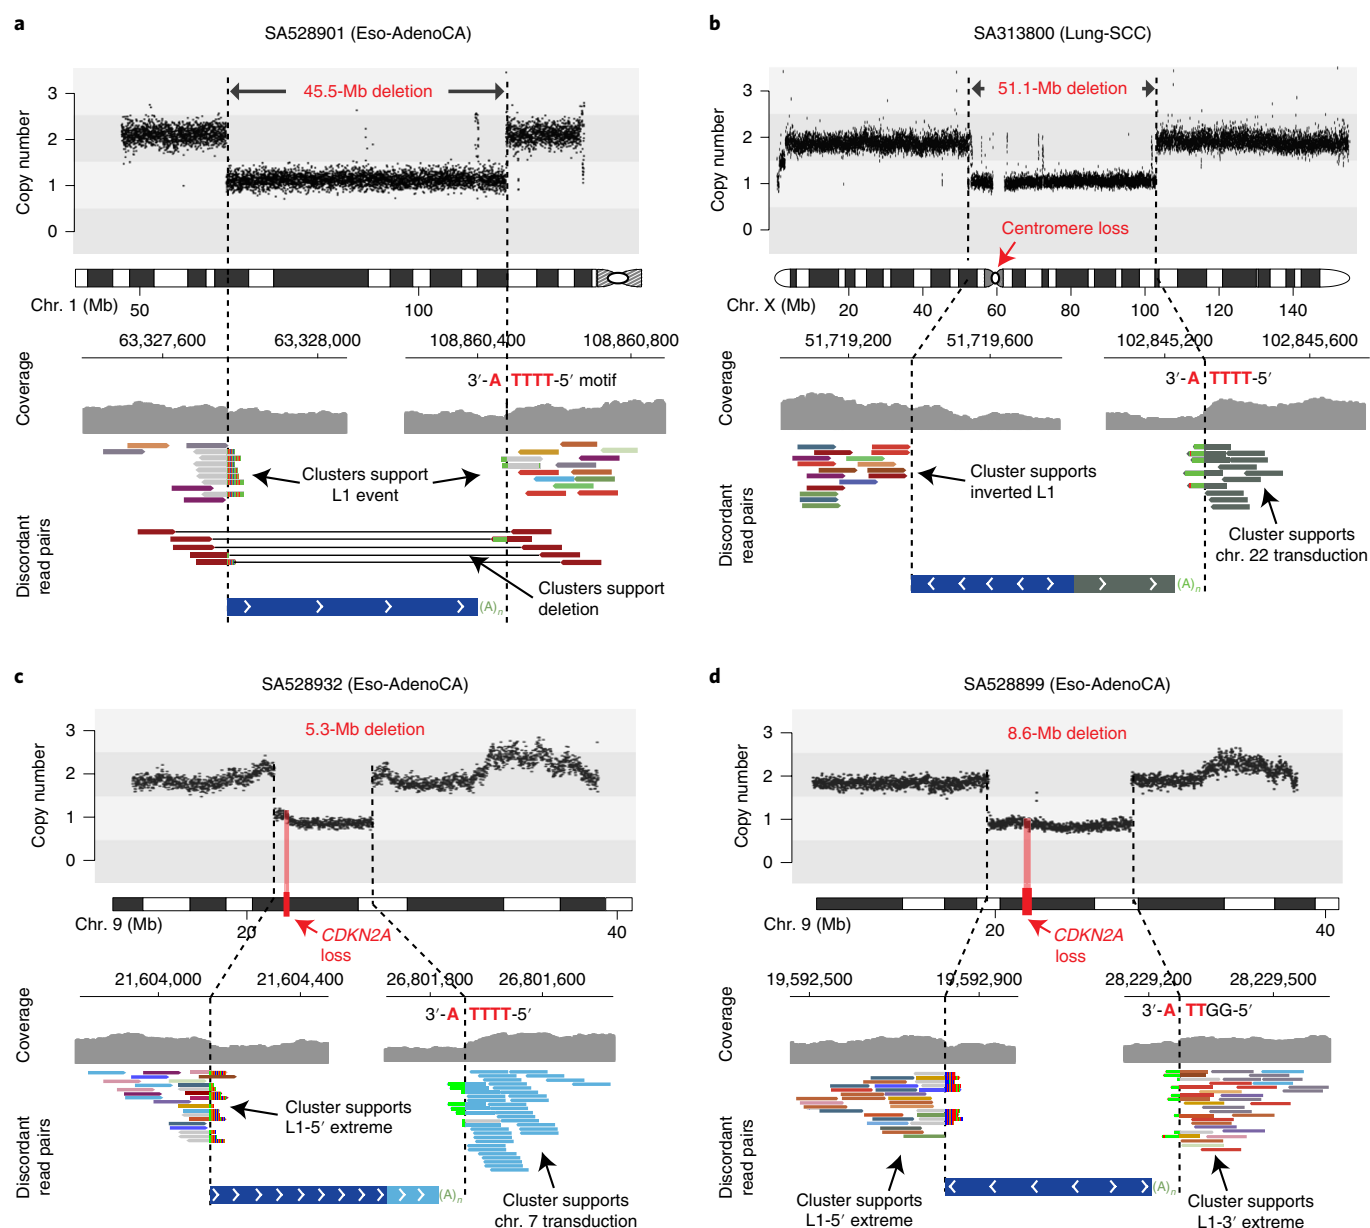 a
SA528901 (Eso-AdenoCA)
45.5-Mb deletion
Copy number
3
2
1
0
Chr. 1 (Mb)
50
100
63,327,600
63,328,000
108,860,400
108,860,800
3′-A TTTT-5′ motif
Coverage
Clusters support
L1 event
Discordant
read pairs
Clusters support
deletion
(A)n
b
SA313800 (Lung-SCC)
51.1-Mb deletion
Copy number
3
2
1
0
Centromere loss
Chr. X (Mb)
20
40
60
80
100
120
140
51,719,200
51,719,600
102,845,200
102,845,600
3′-A TTTT-5′
Coverage
Cluster supports
inverted L1
Discordant
read pairs
Cluster supports
chr. 22 transduction
(A)n
c
SA528932 (Eso-AdenoCA)
5.3-Mb deletion
Copy number
3
2
1
0
Chr. 9 (Mb)
20
40
CDKN2A
loss
21,604,000
21,604,400
26,801,600
3′-A TTTT-5′
Coverage
Cluster supports
L1-5′ extreme
Discordant
read pairs
(A)n
Cluster supports
chr. 7 transduction
d
SA528899 (Eso-AdenoCA)
8.6-Mb deletion
Copy number
3
2
1
0
Chr. 9 (Mb)
20
40
CDKN2A
loss
19,592,500
19,592,900
28,229,200
28,229,500
3′-A TTGG-5′
Coverage
Discordant
read pairs
(A)n
Cluster supports
L1-5′ extreme
Cluster supports
L1-3′ extreme